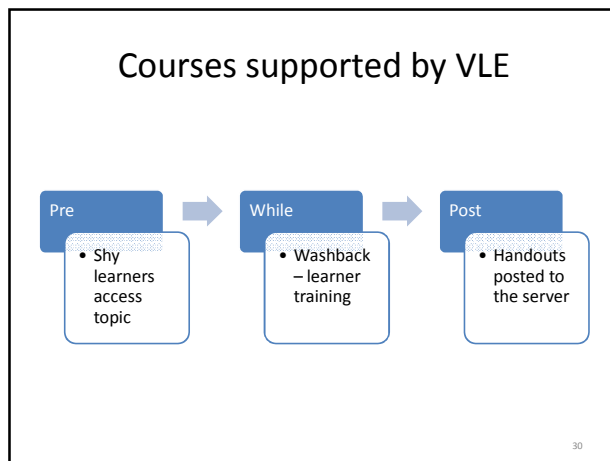 Courses supported by VLE
Pre
• Shy
learners
access
topic
While
• Washback
– learner
training
Post
• Handouts
posted to
the server
30